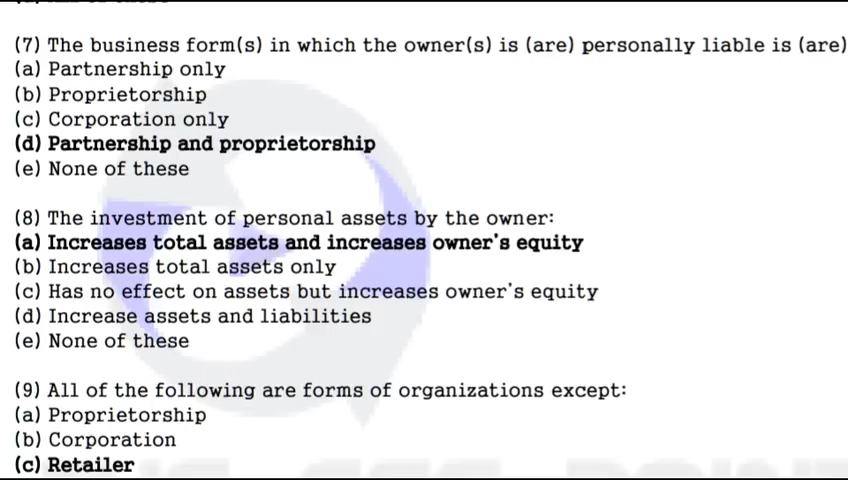 (7) The business form(s) in which the owner(s) is (are) personally liable is (are)
(a) Partnership only
(b) Proprietorship
(c) Corporation only
(d) Partnership and proprietorship
(e) None of these
(8) The investment of personal assets by the owner:
(a) Increases total assets and increases owner's equity
(b) Increases total assets only
(c) Has no effect on assets but increases owner's equity
(d) Increase assets and liabilities
(e) None of these
(9) All of the following are forms of organizations except:
(a) Proprietorship
(b) Corporation
(c) Retailer